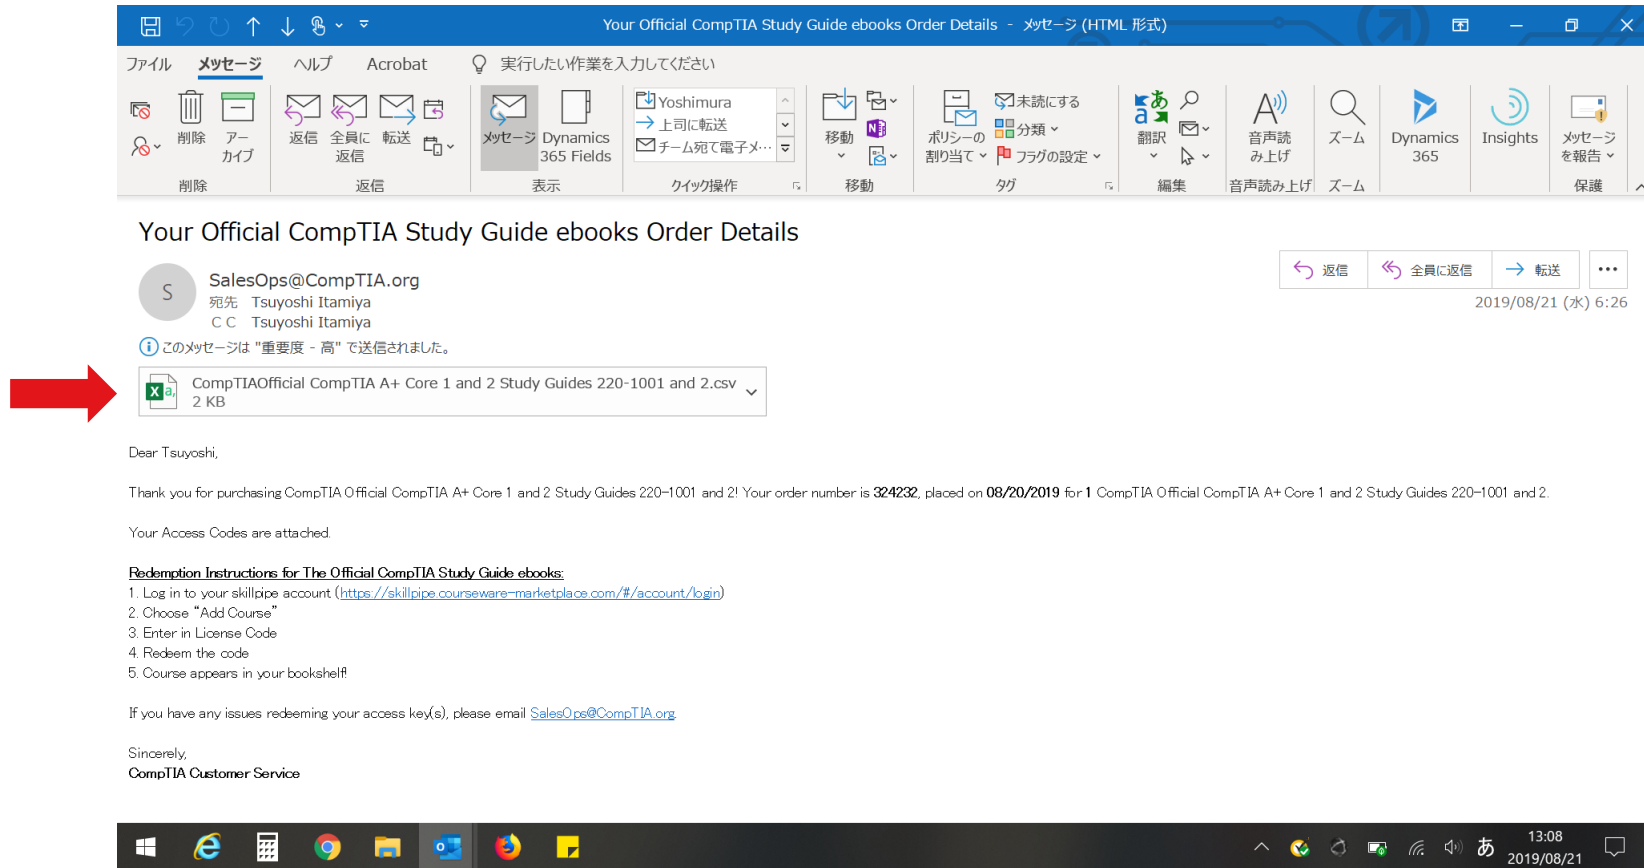 Your Official CompTIA Study Guide ebooks Order Details - メッセージ (HTML 形式)
ファイル メッセージ ヘルプ Acrobat 実行したい作業を入力してください
削除 アーカイブ
削除
返信 全員に返信 転送
返信
メッセージ Dynamics 365 Fields
表示
Yoshimura
上司に転送
チーム宛て電子メ…
クイック操作
移動
移動
ポリシーの割り当て
未読にする
分類
フラグの設定
タグ
翻訳
編集
音声読み上げ
音声読み上げ
ズーム
ズーム
Dynamics 365
Insights
メッセージを報告
保護
Your Official CompTIA Study Guide ebooks Order Details
S
SalesOps@CompTIA.org
宛先 Tsuyoshi Itamiya
CC Tsuyoshi Itamiya
返信 全員に返信 転送
2019/08/21 (水) 6:26
このメッセージは "重要度 - 高" で送信されました。
CompTIAOfficial CompTIA A+ Core 1 and 2 Study Guides 220-1001 and 2.csv
2 KB
Dear Tsuyoshi,
Thank you for purchasing CompTIA Official CompTIA A+ Core 1 and 2 Study Guides 220-1001 and 2! Your order number is 324232, placed on 08/20/2019 for 1 CompTIA Official CompTIA A+ Core 1 and 2 Study Guides 220-1001 and 2.
Your Access Codes are attached.
Redemption Instructions for The Official CompTIA Study Guide ebooks:
1. Log in to your skillpipe account (https://skillpipe.courseware-marketplace.com/#/account/login)
2. Choose “Add Course”
3. Enter in License Code
4. Redeem the code
5. Course appears in your bookshelf!
If you have any issues redeeming your access key(s), please email SalesOps@CompTIA.org.
Sincerely,
CompTIA Customer Service
あ
13:08
2019/08/21